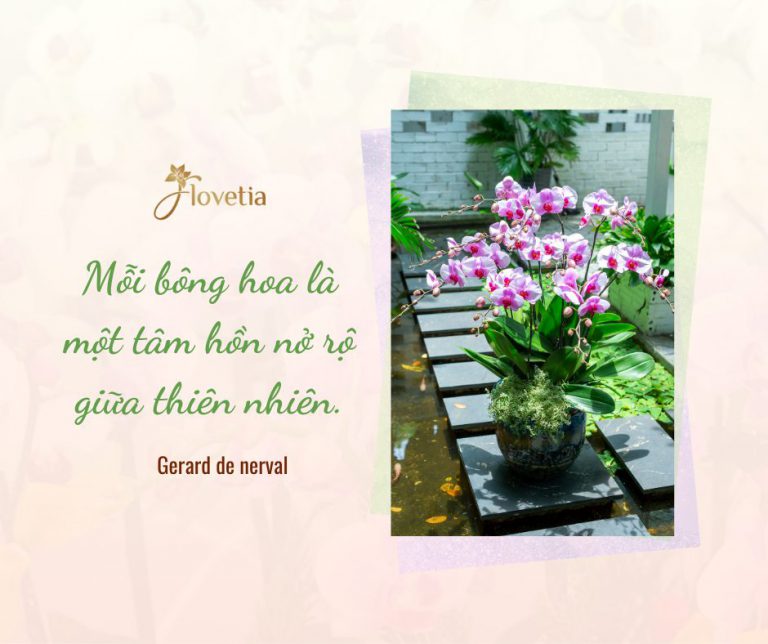 Flovetia
Mỗi bông hoa là
một tâm hồn nở rộ
giữa thiên nhiên.
Gerard de nerval